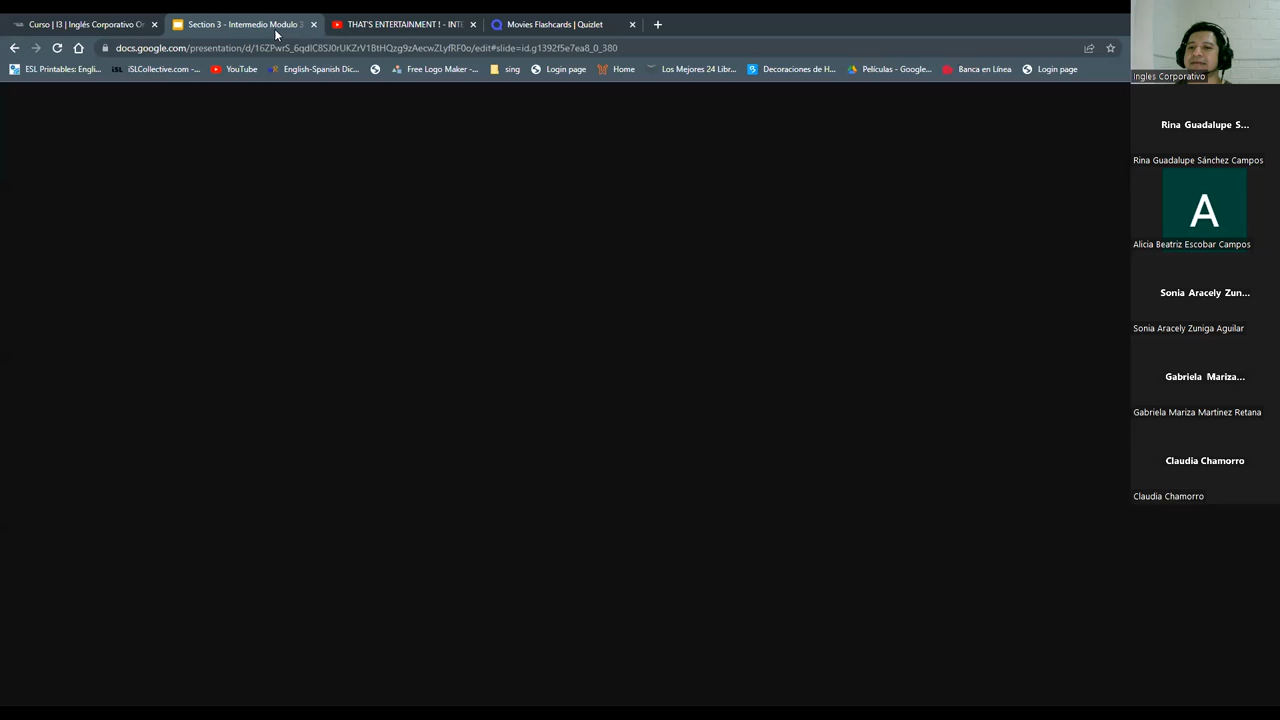 Curso | I3 | Inglés Corporativo On
Section 3 - Intermedio Modulo 3
THAT'S ENTERTAINMENT ! - INTE
Movies Flashcards | Quizlet
docs.google.com/presentation/d/16ZPwrS_6qdIC8SJ0rUKZrV1BtHQzg9zAecwZLyfRF0o/edit#slide=id.g1392f5e7ea8_0_380
ESL Printables: Engli...
iSLCollective.com -...
YouTube
English-Spanish Dic...
Free Logo Maker -...
sing
Login page
Home
Los Mejores 24 Libr...
Decoraciones de H...
Películas - Google...
Banca en Línea
Login page
Ingles Corporativo
Rina Guadalupe S...
Rina Guadalupe Sánchez Campos
A
Alicia Beatriz Escobar Campos
Sonia Aracely Zun...
Sonia Aracely Zuniga Aguilar
Gabriela Mariza...
Gabriela Mariza Martinez Retana
Claudia Chamorro
Claudia Chamorro